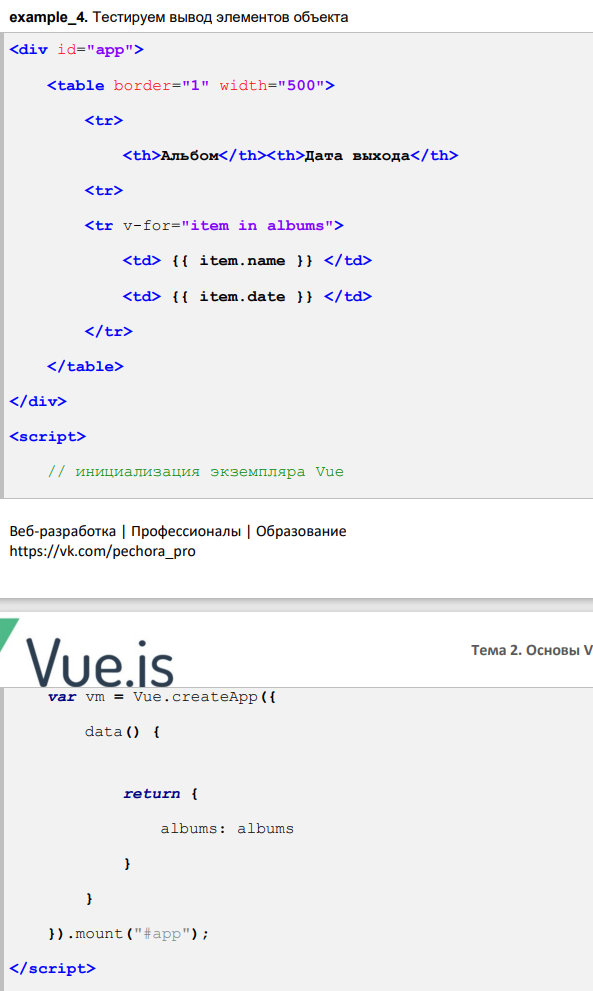 example_4. Тестируем вывод элементов объекта
<div id="app">
<table border="1" width="500">
<tr>
<th>Альбом</th><th>Дата выхода</th>
<tr>
<tr v-for="item in albums">
<td> {{ item.name }} </td>
<td> {{ item.date }} </td>
</tr>
</table>
</div>
<script>
// инициализация экземпляра Vue
Веб-разработка | Профессионалы | Образование
https://vk.com/pechora_pro
Vue.js
Тема 2. Основы V
var vm = Vue.createApp({
data() {
return {
albums: albums
}
}
}).mount("#app");
</script>